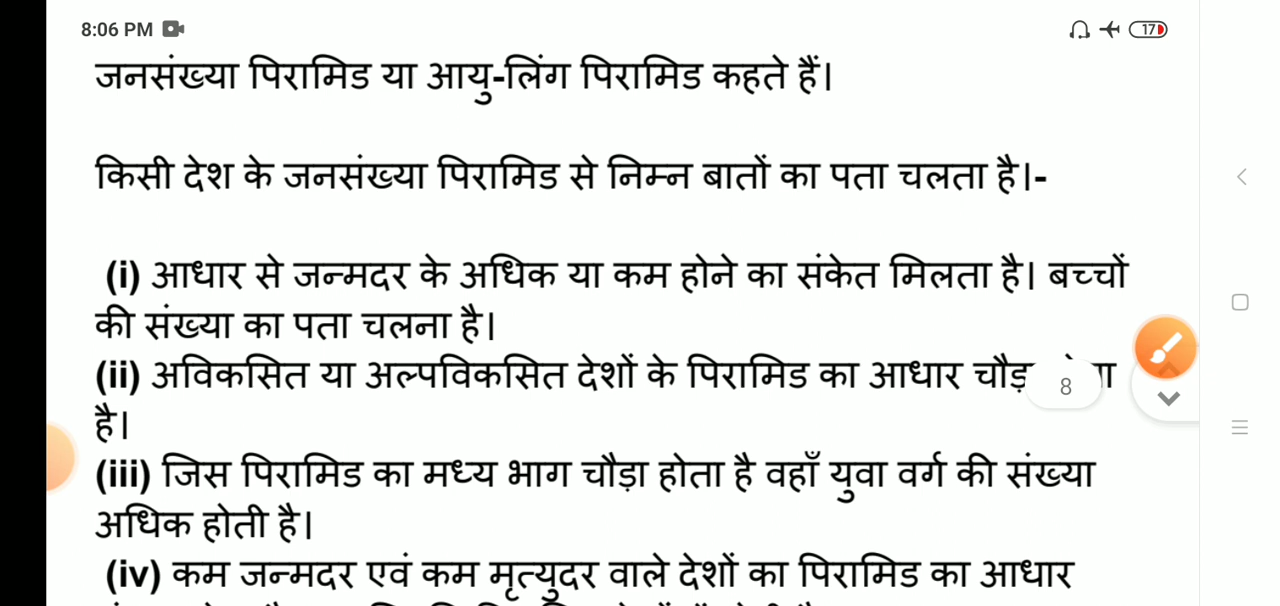 8:06 PM
17
जनसंख्या पिरामिड या आयु-लिंग पिरामिड कहते हैं।
किसी देश के जनसंख्या पिरामिड से निम्न बातों का पता चलता है।-
(i) आधार से जन्मदर के अधिक या कम होने का संकेत मिलता है। बच्चों
की संख्या का पता चलना है।
(ii) अविकसित या अल्पविकसित देशों के पिरामिड का आधार
8
है।
(iii) जिस पिरामिड का मध्य भाग चौड़ा होता है वहाँ युवा वर्ग की संख्या
अधिक होती है।
(iv) कम जन्मदर एवं कम मृत्युदर वाले देशों का पिरामिड का आधार